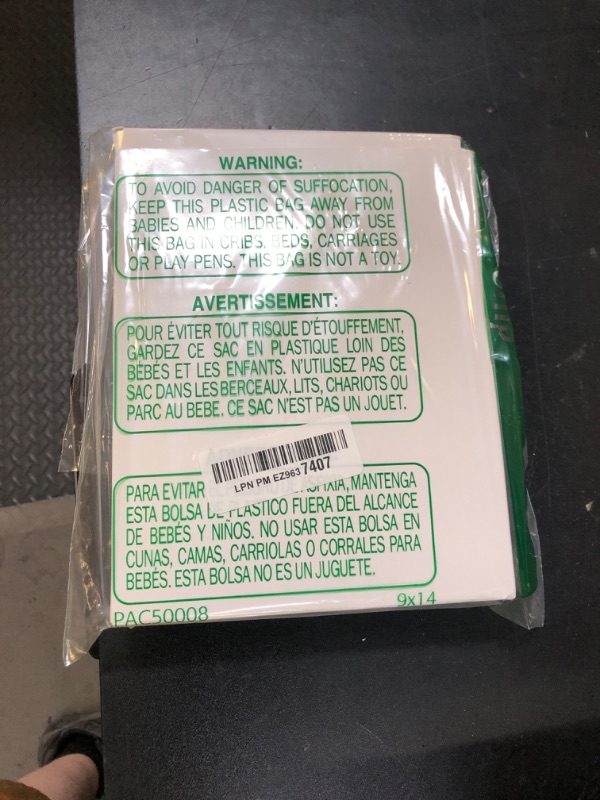 WARNING:
TO AVOID DANGER OF SUFFOCATION,
KEEP THIS PLASTIC BAG AWAY FROM
BABIES AND CHILDREN. DO NOT USE
THIS BAG IN CRIBS, BEDS, CARRIAGES
OR PLAY PENS. THIS BAG IS NOT A TOY.
AVERTISSEMENT:
POUR ÉVITER TOUT RISQUE D'ÉTOUFFEMENT,
GARDEZ CE SAC EN PLASTIQUE LOIN DES
BÉBÉS ET LES ENFANTS. N'UTILISEZ PAS CE
SAC DANS LES BERCEAUX, LITS, CHARIOTS OU
PARC AU BEBE. CE SAC N'EST PAS UN JOUET.
LPN PM EZ9637407
PARA EVITAR ASFIXIA, MANTENGA
ESTA BOLSA DE PLASTICO FUERA DEL ALCANCE
DE BEBÉS Y NIÑOS. NO USAR ESTA BOLSA EN
CUNAS, CAMAS, CARRIOLAS O CORRALES PARA
BEBÉS. ESTA BOLSA NO ES UN JUGUETE.
PAC50008 9x14